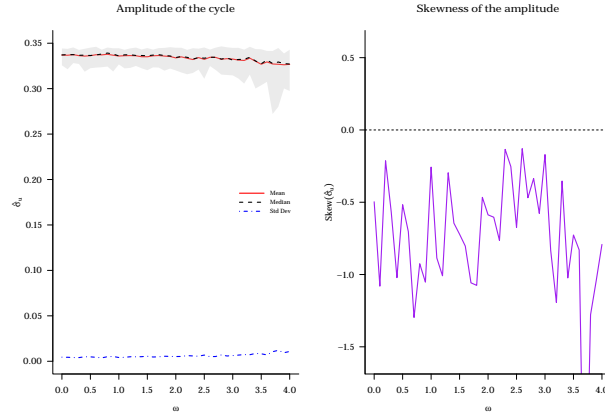 Amplitude of the cycle
0.35
0.30
0.25
0.20
0.15
0.10
0.05
0.00
σ̂ᵤ
Mean
Median
Std Dev
0.0 0.5 1.0 1.5 2.0 2.5 3.0 3.5 4.0
ω
Skewness of the amplitude
0.5
0.0
−0.5
−1.0
−1.5
Skew(σ̂ᵤ)
0.0 0.5 1.0 1.5 2.0 2.5 3.0 3.5 4.0
ω